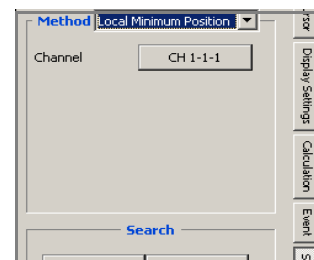 Method Local Minimum Position
Channel CH 1-1-1
Search
Display Settings
Calculation
Event